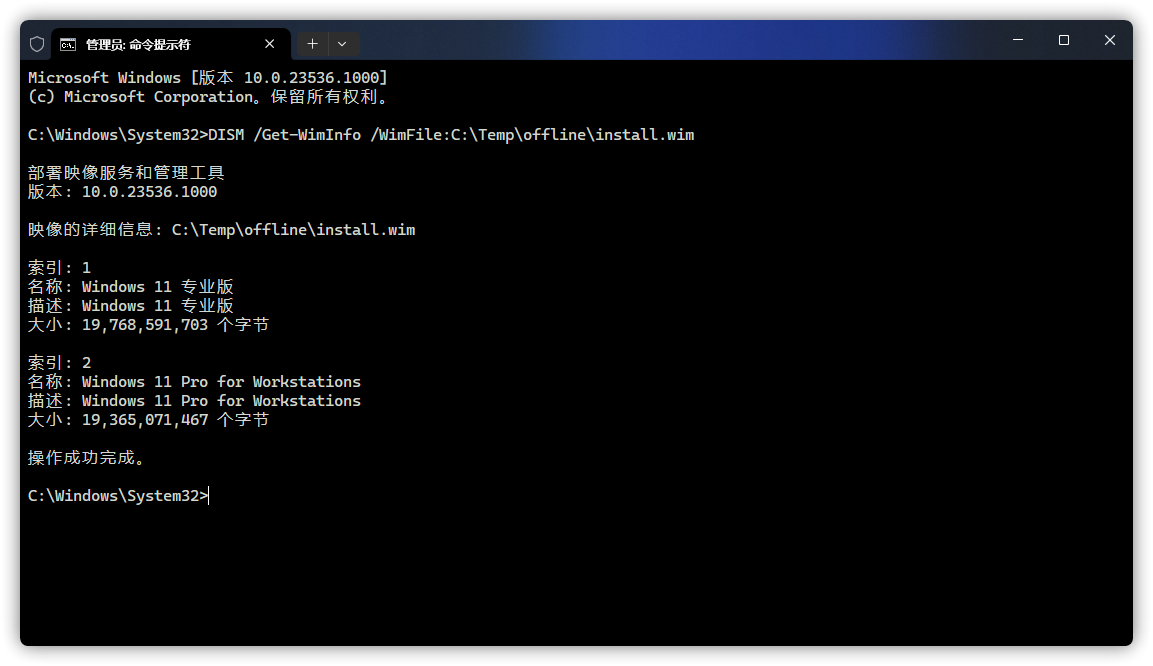 管理员: 命令提示符
Microsoft Windows [版本 10.0.23536.1000]
(c) Microsoft Corporation。保留所有权利。
C:\Windows\System32>DISM /Get-WimInfo /WimFile:C:\Temp\offline\install.wim
部署映像服务和管理工具
版本: 10.0.23536.1000
映像的详细信息: C:\Temp\offline\install.wim
索引: 1
名称: Windows 11 专业版
描述: Windows 11 专业版
大小: 19,768,591,703 个字节
索引: 2
名称: Windows 11 Pro for Workstations
描述: Windows 11 Pro for Workstations
大小: 19,365,071,467 个字节
操作成功完成。
C:\Windows\System32>